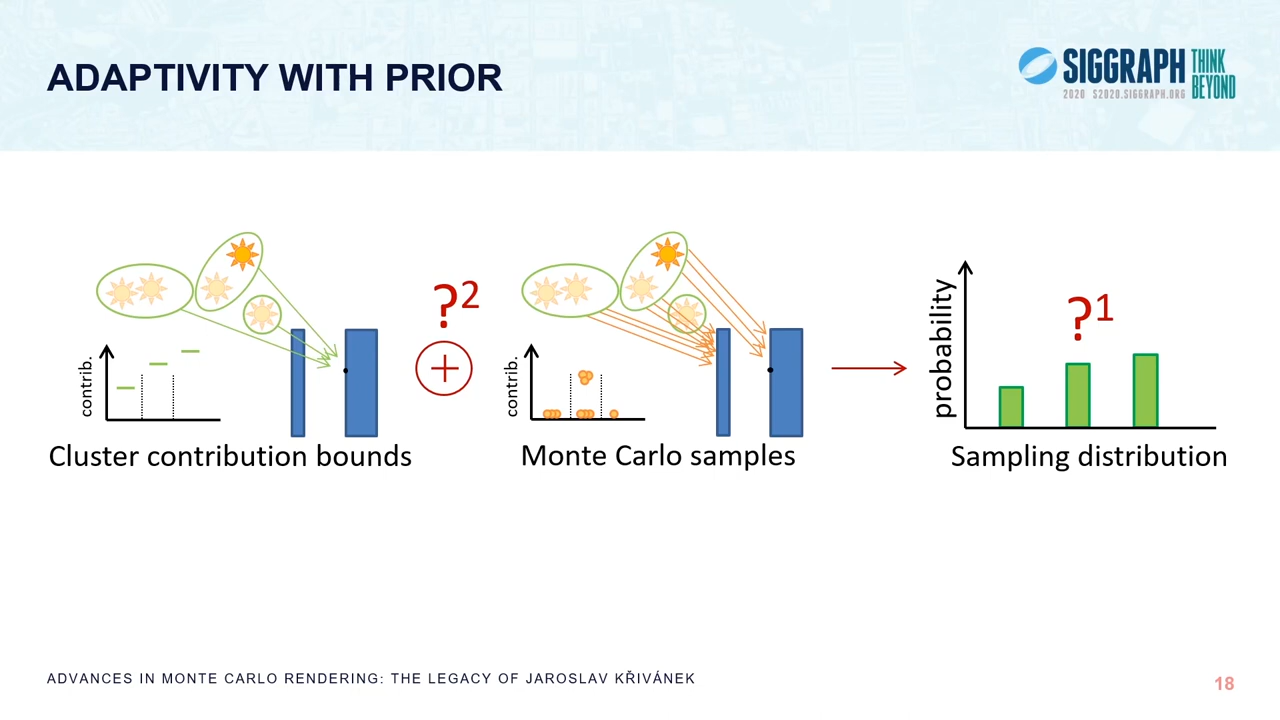 ADAPTIVITY WITH PRIOR
SIGGRAPH THINK BEYOND
2020 S2020.SIGGRAPH.ORG
?2
+
?1
contrib.
contrib.
probability
Cluster contribution bounds
Monte Carlo samples
Sampling distribution
ADVANCES IN MONTE CARLO RENDERING: THE LEGACY OF JAROSLAV KŘIVÁNEK
18